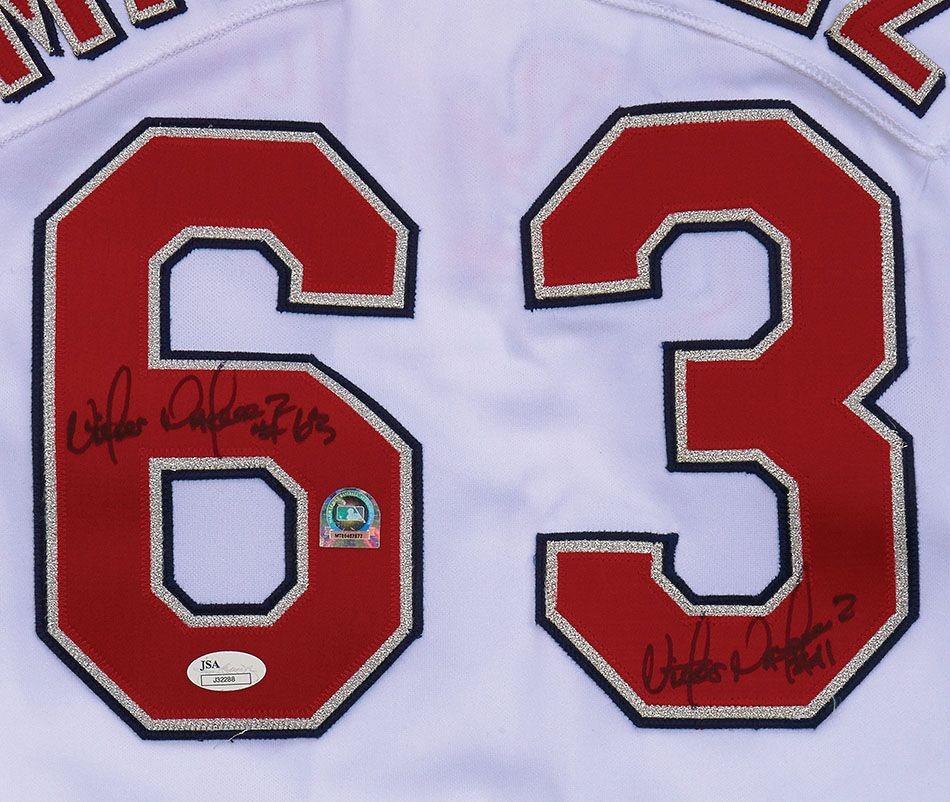 63
Victor Martinez
#63
JSA
J32288
Victor Martinez
#41